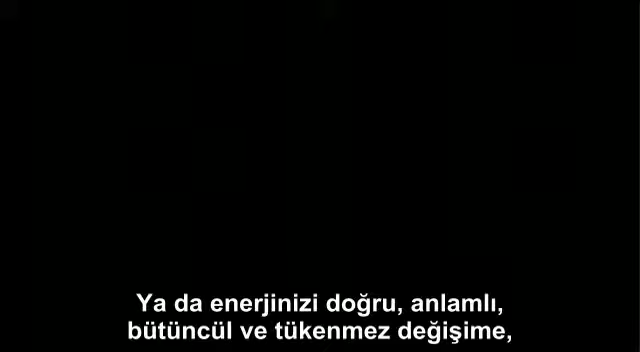 Ya da enerjinizi doğru, anlamlı,
bütüncül ve tükenmez değişime,